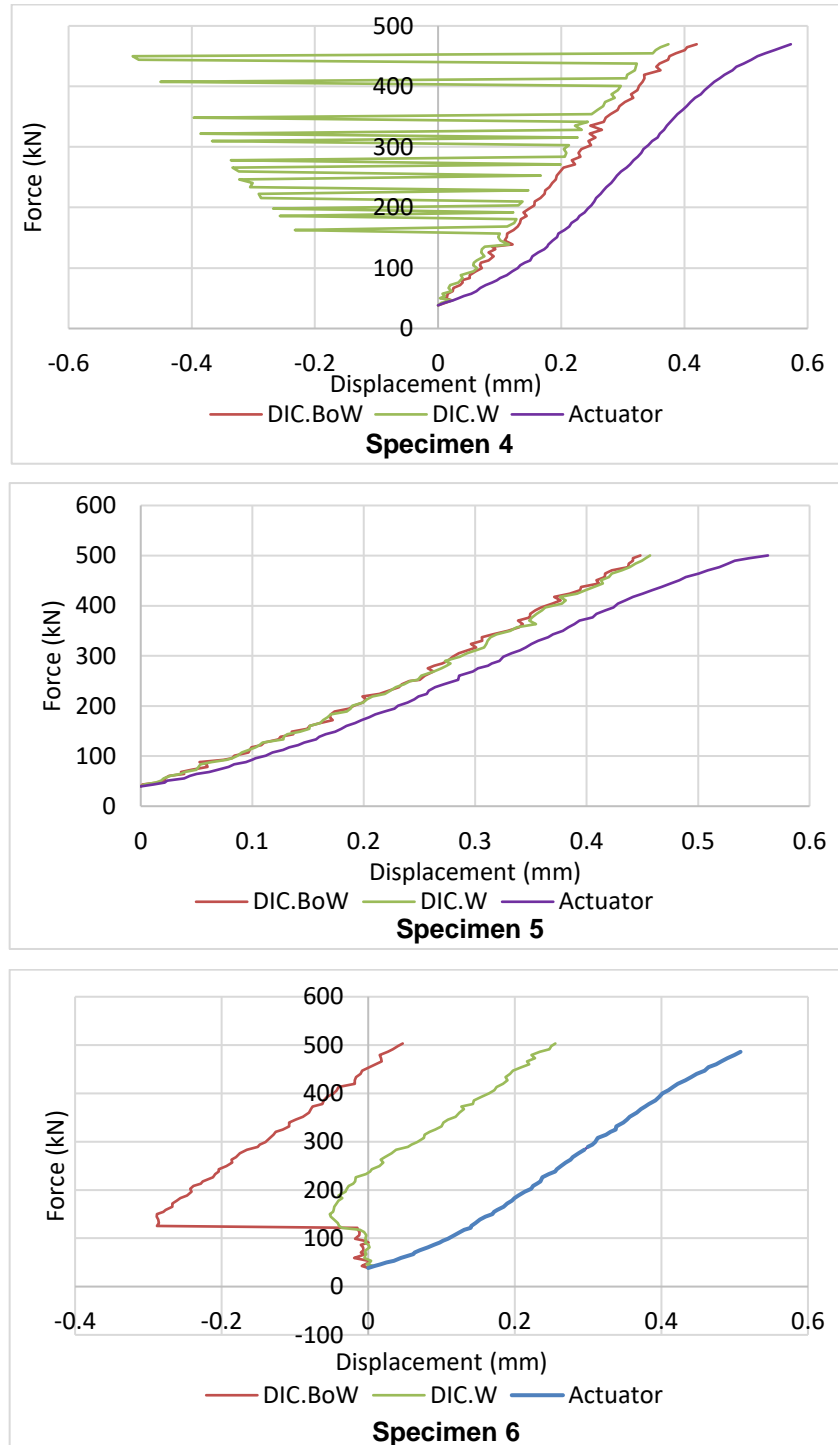 500
400
300
200
100
0
Force (kN)
-0.6 -0.4 -0.2 0 0.2 0.4 0.6
Displacement (mm)
DIC.BoW DIC.W Actuator
Specimen 4
600
500
400
300
200
100
0
Force (kN)
0 0.1 0.2 0.3 0.4 0.5 0.6
Displacement (mm)
DIC.BoW DIC.W Actuator
Specimen 5
600
500
400
300
200
100
0
-100
Force (kN)
-0.4 -0.2 0 0.2 0.4 0.6
Displacement (mm)
DIC.BoW DIC.W Actuator
Specimen 6